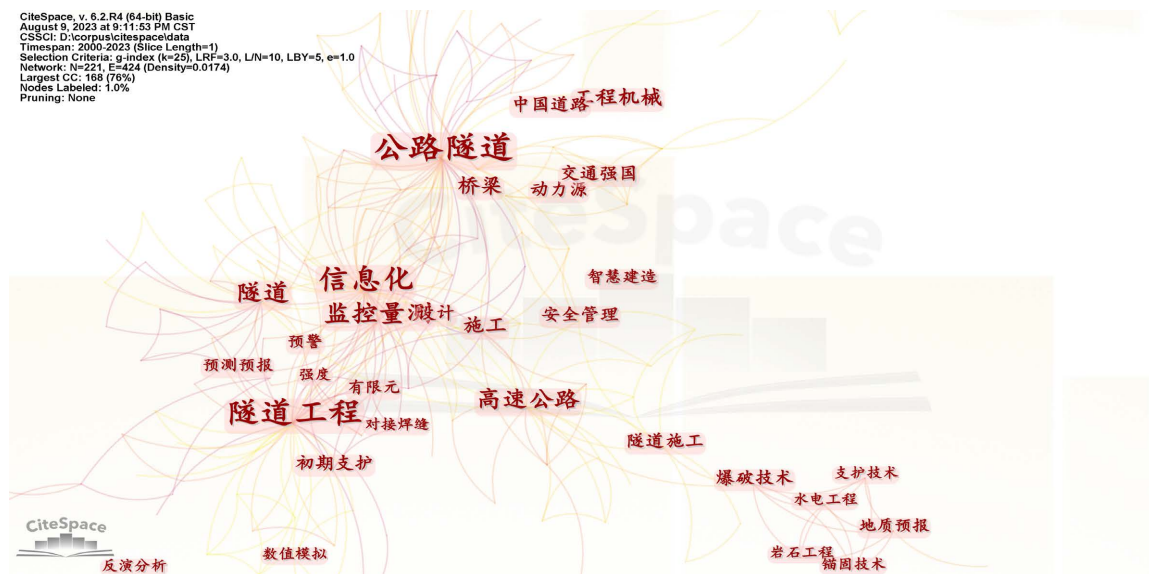 CiteSpace, v. 6.2.R4 (64-bit) Basic
August 9, 2023 at 9:11:53 PM CST
CSSCI: D:\corpus\citespace\data
Timespan: 2000-2023 (Slice Length=1)
Selection Criteria: g-index (k=25), LRF=3.0, L/N=10, LBY=5, e=1.0
Network: N=221, E=424 (Density=0.0174)
Largest CC: 168 (76%)
Nodes Labeled: 1.0%
Pruning: None
中国道路
工程机械
公路隧道
桥梁
动力源
交通强国
CiteSpace
智慧建造
信息化
隧道
监控量测
设计
施工
安全管理
预警
预测预报
强度
有限元
高速公路
隧道工程
对接焊缝
隧道施工
初期支护
爆破技术
支护技术
水电工程
地质预报
CiteSpace
数值模拟
岩石工程
锚固技术
反演分析